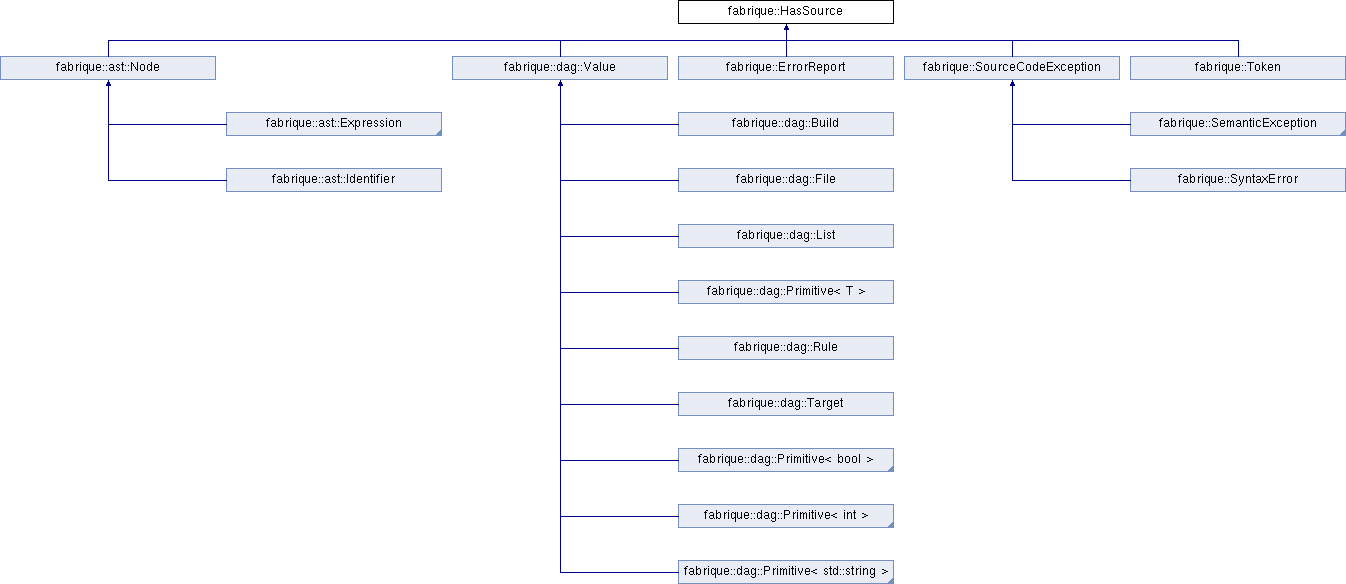 fabrique::HasSource
fabrique::ast::Node
fabrique::dag::Value
fabrique::ErrorReport
fabrique::SourceCodeException
fabrique::Token
fabrique::ast::Expression
fabrique::dag::Build
fabrique::SemanticException
fabrique::ast::Identifier
fabrique::dag::File
fabrique::SyntaxError
fabrique::dag::List
fabrique::dag::Primitive< T >
fabrique::dag::Rule
fabrique::dag::Target
fabrique::dag::Primitive< bool >
fabrique::dag::Primitive< int >
fabrique::dag::Primitive< std::string >